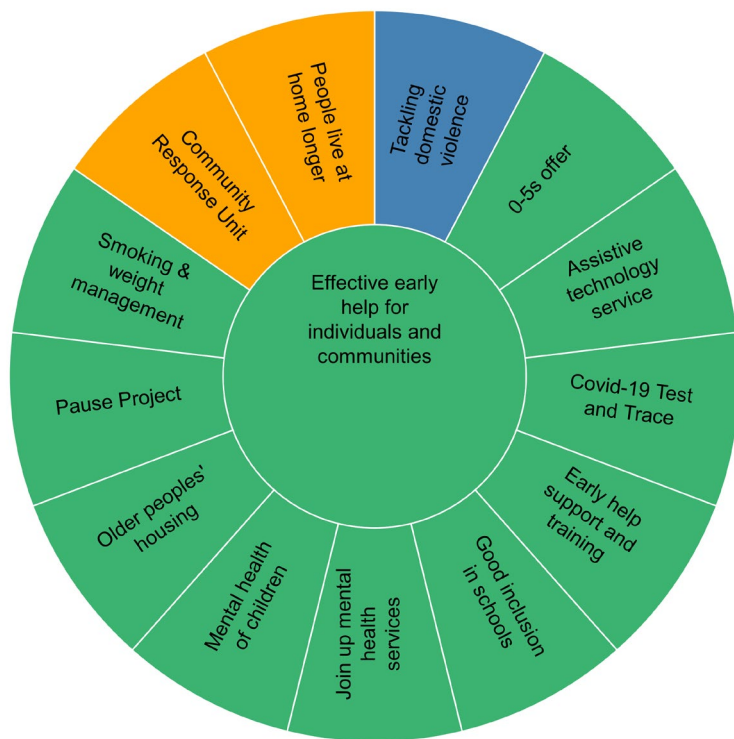 Effective early
help for
individuals and
communities
Tackling
domestic
violence
0-5s offer
Assistive
technology
service
Covid-19 Test
and Trace
Early help
support and
training
Good inclusion
in schools
Join up mental
health
services
Mental health
of children
Older peoples'
housing
Pause Project
Smoking &
weight
management
Community
Response Unit
People live at
home longer